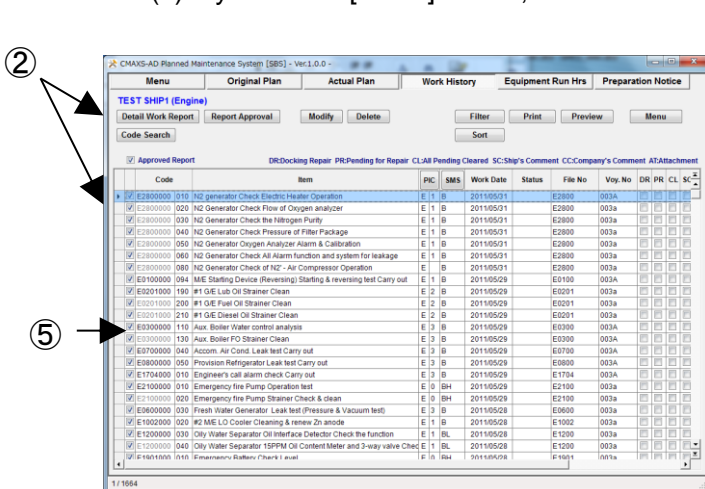 ②
⑤
CMAXS-AD Planned Maintenance System [SBS] - Ver.1.0.0 -
Menu Original Plan Actual Plan Work History Equipment Run Hrs Preparation Notice
TEST SHIP1 (Engine)
Detail Work Report Report Approval Modify Delete Filter Print Preview Menu
Code Search Sort
Approved Report DR:Docking Repair PR:Pending for Repair CL:All Pending Cleared SC:Ship's Comment CC:Company's Comment AT:Attachment
Code Item PIC SMS Work Date Status File No Voy. No DR PR CL SC
E2800000 010 N2 generator Check Electric Heater Operation E 1 B 2011/05/31 E2800 003A
E2800000 020 N2 Generator Check Flow of Oxygen analyzer E 1 B 2011/05/31 E2800 003a
E2800000 030 N2 Generator Check the Nitrogen Purity E 1 B 2011/05/31 E2800 003a
E2800000 040 N2 Generator Check Pressure of Filter Package E 1 B 2011/05/31 E2800 003a
E2800000 050 N2 Generator Oxygen Analyzer Alarm & Calibration E 1 B 2011/05/31 E2800 003a
E2800000 060 N2 Generator Check All Alarm function and system for leakage E 1 B 2011/05/31 E2800 003a
E2800000 080 N2 Generator Check of N2' - Air Compressor Operation E B 2011/05/31 E2800 003a
E0100000 094 M/E Starting Device (Reversing) Starting & reversing test Carry out E 1 B 2011/05/31 E0100 003A
E0201000 190 #1 G/E Lub Oil Strainer Clean E 2 B 2011/05/29 E0201 003a
E0201000 200 #1 G/E Fuel Oil Strainer Clean E 2 B 2011/05/29 E0201 003a
E0201000 210 #1 G/E Diesel Oil Strainer Clean E 2 B 2011/05/29 E0201 003a
E0300000 110 Aux. Boiler Water control analysis E 3 B 2011/05/29 E0300 003A
E0300000 130 Aux. Boiler FO Strainer Clean E 3 B 2011/05/29 E0300 003A
E0700000 040 Accom. Air Cond. Leak test Carry out E 3 B 2011/05/29 E0700 003A
E0800000 050 Provision Refrigerator Leak test Carry out E 3 B 2011/05/29 E0800 003A
E1704000 010 Engineer's call alarm check Carry out E 3 B 2011/05/29 E1704 003A
E2100000 010 Emergency fire Pump Operation test E 0 BH 2011/05/29 E2100 003a
E2100000 020 Emergency fire Pump Strainer Check & clean E 0 BH 2011/05/29 E2100 003a
E0600000 030 Fresh Water Generator Leak test (Pressure & Vacuum test) E 3 B 2011/05/28 E0600 003a
E1002000 020 #2 M/E LO Cooler Cleaning & renew Zn anode E 1 B 2011/05/28 E1002 003a
E1200000 030 Oily Water Separator Oil Interface Detector Check the function E 1 BL 2011/05/28 E1200 003a
E1200000 040 Oily Water Separator 15PPM Oil Content Meter and 3-way valve Chec E 1 BL 2011/05/28 E1200 003a
E1901000 010 Emergency Battery Check Level E 0 BH 2011/05/28 E1901 003a
1 / 1664